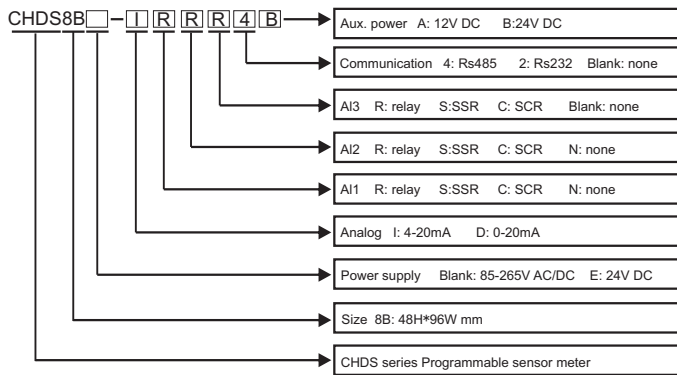 CHDS8B - I R R R 4 B
Aux. power A: 12V DC B:24V DC
Communication 4: Rs485 2: Rs232 Blank: none
AI3 R: relay S:SSR C: SCR Blank: none
AI2 R: relay S:SSR C: SCR N: none
AI1 R: relay S:SSR C: SCR N: none
Analog I: 4-20mA D: 0-20mA
Power supply Blank: 85-265V AC/DC E: 24V DC
Size 8B: 48H*96W mm
CHDS series Programmable sensor meter